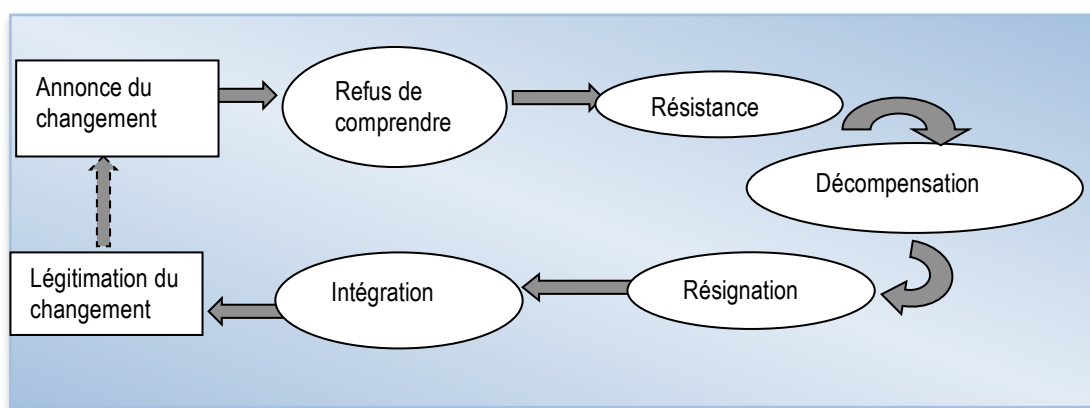 Annonce du
changement
Refus de
comprendre
Résistance
Décompensation
Légitimation du
changement
Intégration
Résignation